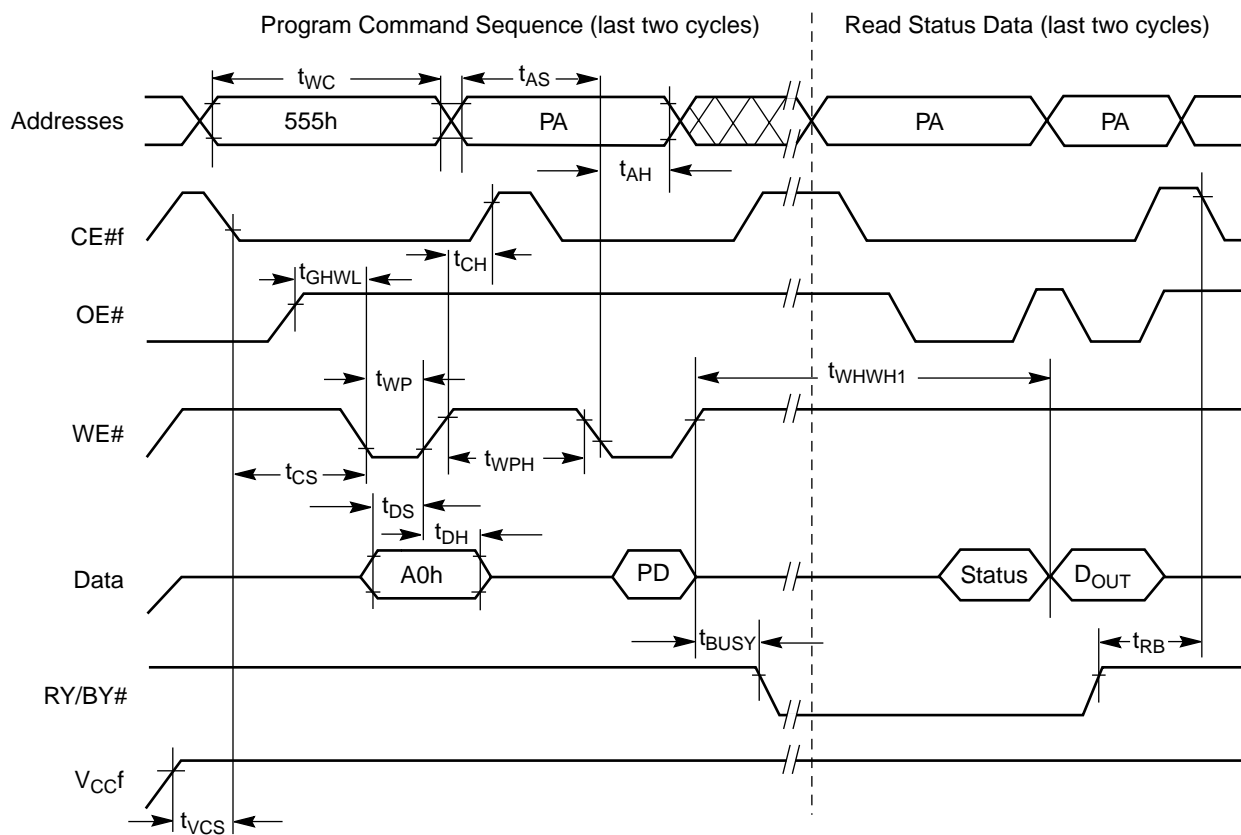 Program Command Sequence (last two cycles) Read Status Data (last two cycles)
tWC tAS
Addresses 555h PA PA PA
tAH
CE#f
tCH
tGHWL
OE#
tWP tWHWH1
WE#
tCS tWPH
tDS
tDH
Data A0h PD Status DOUT
tBUSY tRB
RY/BY#
VCCf
tVCS